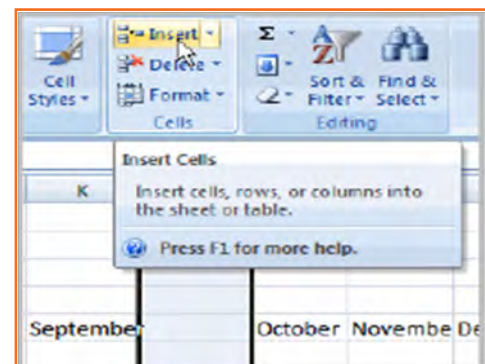 Cell
Styles
Insert
Delete
Format
Cells
Σ
A
Z
Sort &
Filter
Find &
Select
Editing
Insert Cells
Insert cells, rows, or columns into
the sheet or table.
Press F1 for more help.
K
September
October Novembe De